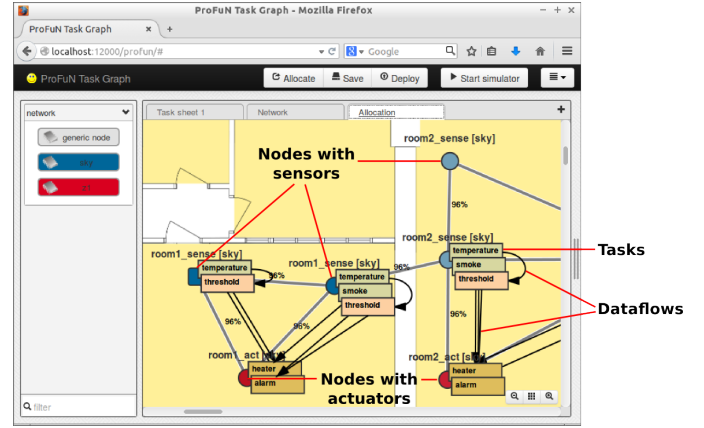 ProFuN Task Graph - Mozilla Firefox
ProFuN Task Graph
localhost:12000/profun/#
Google
ProFuN Task Graph
Allocate
Save
Deploy
Start simulator
network
Task sheet 1
Network
Allocation
generic node
sky
z1
filter
room2_sense [sky]
Nodes with
sensors
96%
room2_sense [sky]
temperature
smoke
threshold
Tasks
Dataflows
room1_sense [sky]
temperature
threshold
96%
room1_sense [sky]
temperature
smoke
threshold
96%
96%
96%
96%
room1_act [sky]
heater
alarm
Nodes with
actuators
room2_act [sky]
heater
alarm